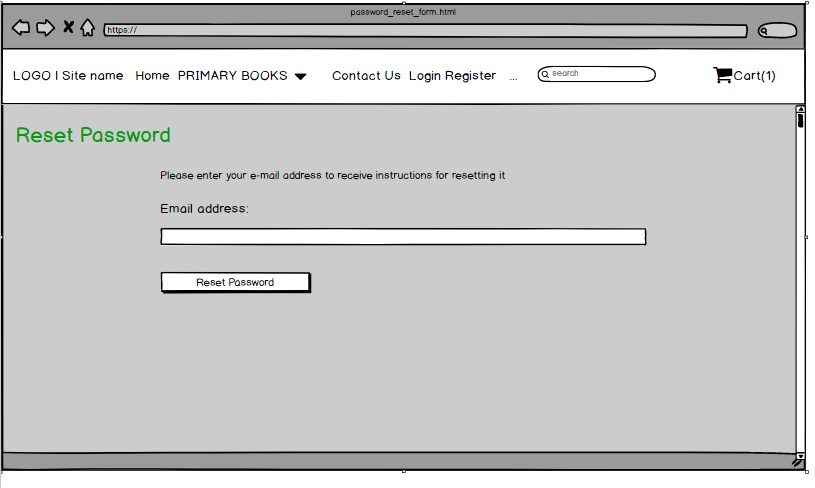 password_reset_form.html
https://
LOGO | Site name Home PRIMARY BOOKS Contact Us Login Register ... search Cart(1)
Reset Password
Please enter your e-mail address to receive instructions for resetting it
Email address:
Reset Password